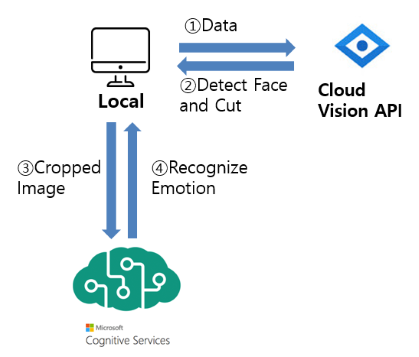 ①Data
②Detect Face
and Cut
Local
Cloud
Vision API
③Cropped
Image
④Recognize
Emotion
Microsoft
Cognitive Services